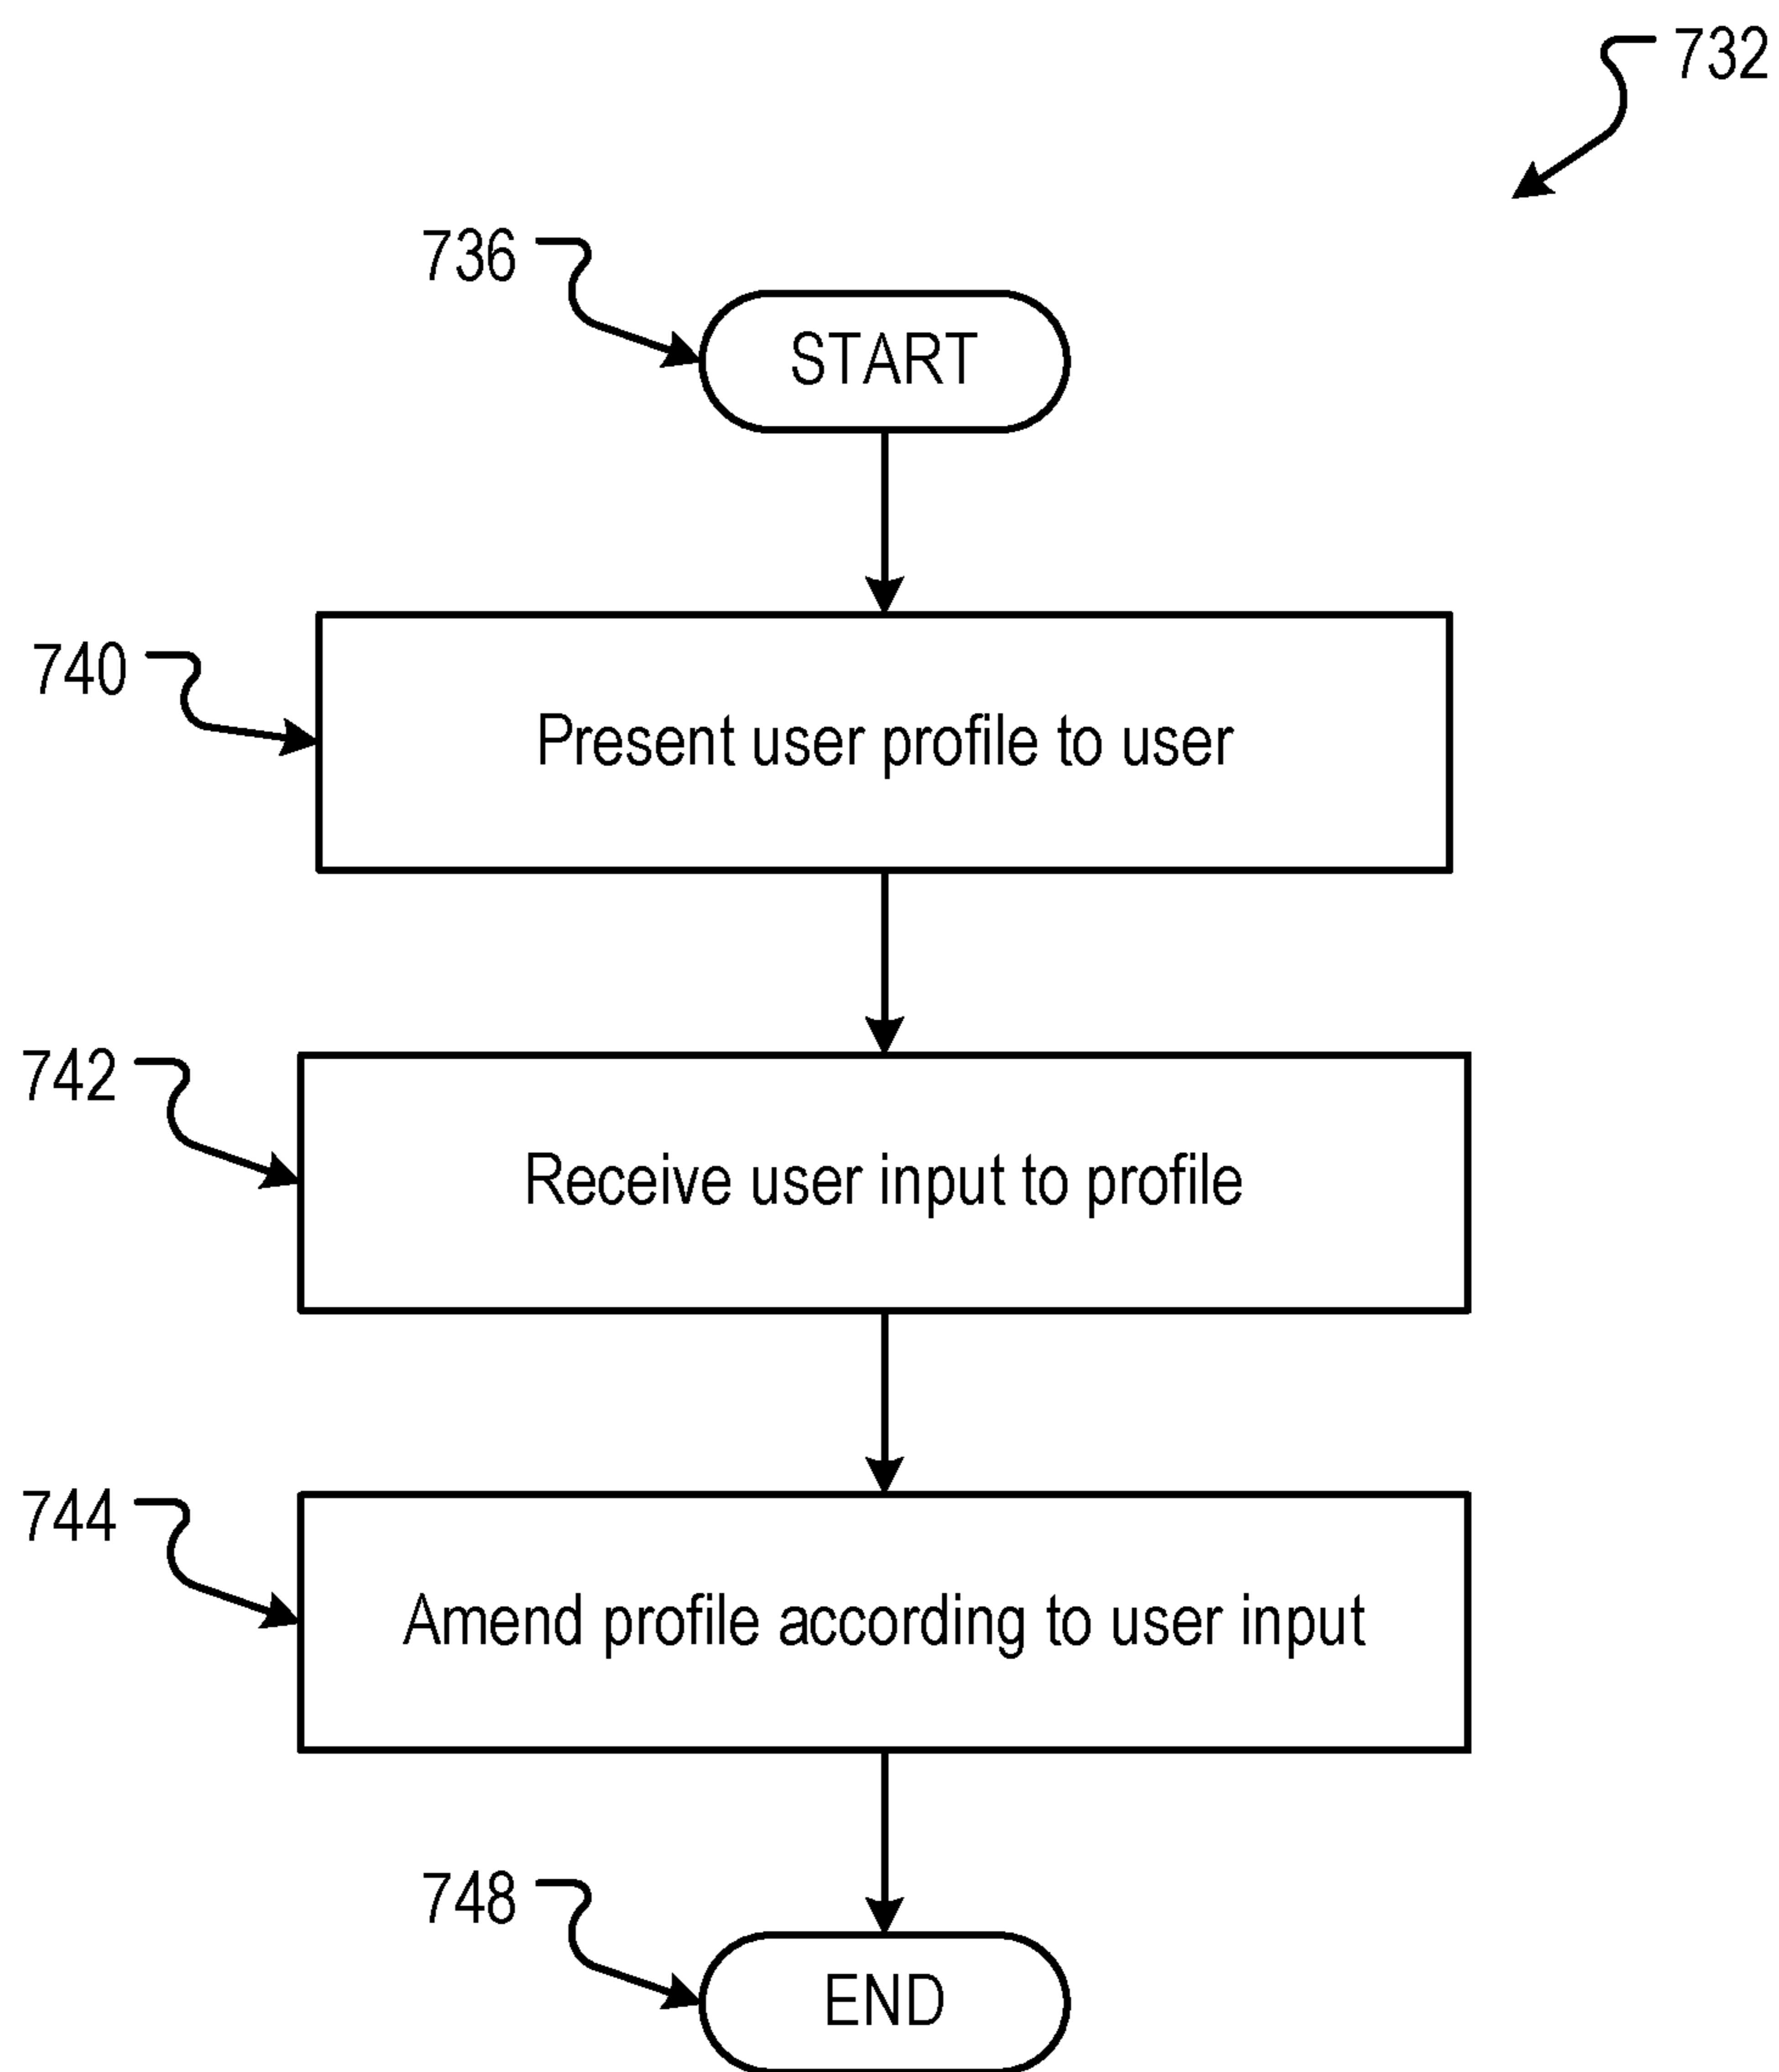 732
736
START
740
Present user profile to user
742
Receive user input to profile
744
Amend profile according to user input
748
END